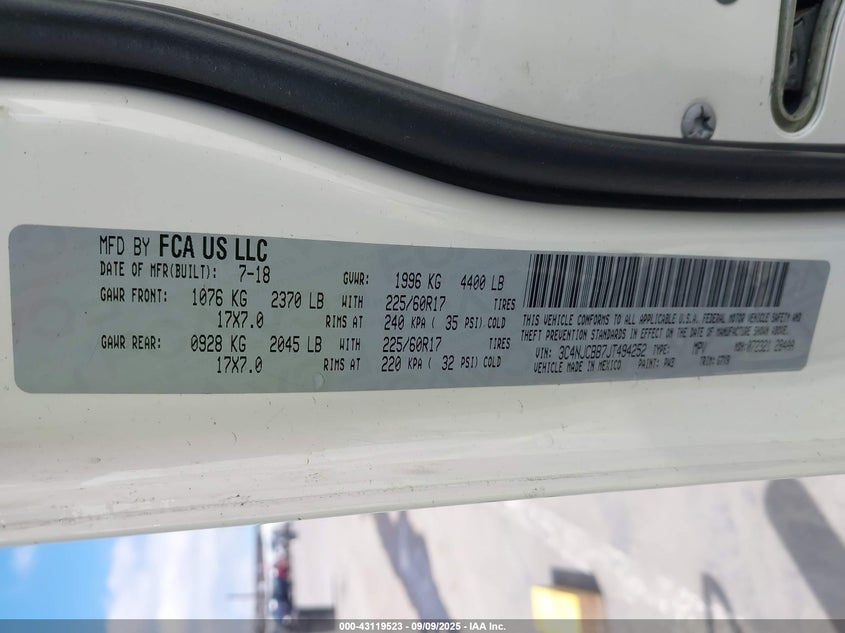 MFD BY FCA US LLC
DATE OF MFR(BUILT): 7-18 GVWR: 1996 KG 4400 LB
GAWR FRONT: 1076 KG 2370 LB WITH 225/60R17 TIRES
17X7.0 RIMS AT 240 KPA ( 35 PSI) COLD
GAWR REAR: 0928 KG 2045 LB WITH 225/60R17 TIRES
17X7.0 RIMS AT 220 KPA ( 32 PSI) COLD
THIS VEHICLE CONFORMS TO ALL APPLICABLE U.S.A. FEDERAL MOTOR VEHICLE SAFETY AND
THEFT PREVENTION STANDARDS IN EFFECT ON THE DATE OF MANUFACTURE SHOWN ABOVE.
VIN: 3C4NJCBB7JT494252 TYPE: MPV MDH: 072321
VEHICLE MADE IN MEXICO PAINT: PW3 TRIM:
000-43119523 - 09/09/2025 - IAA Inc.